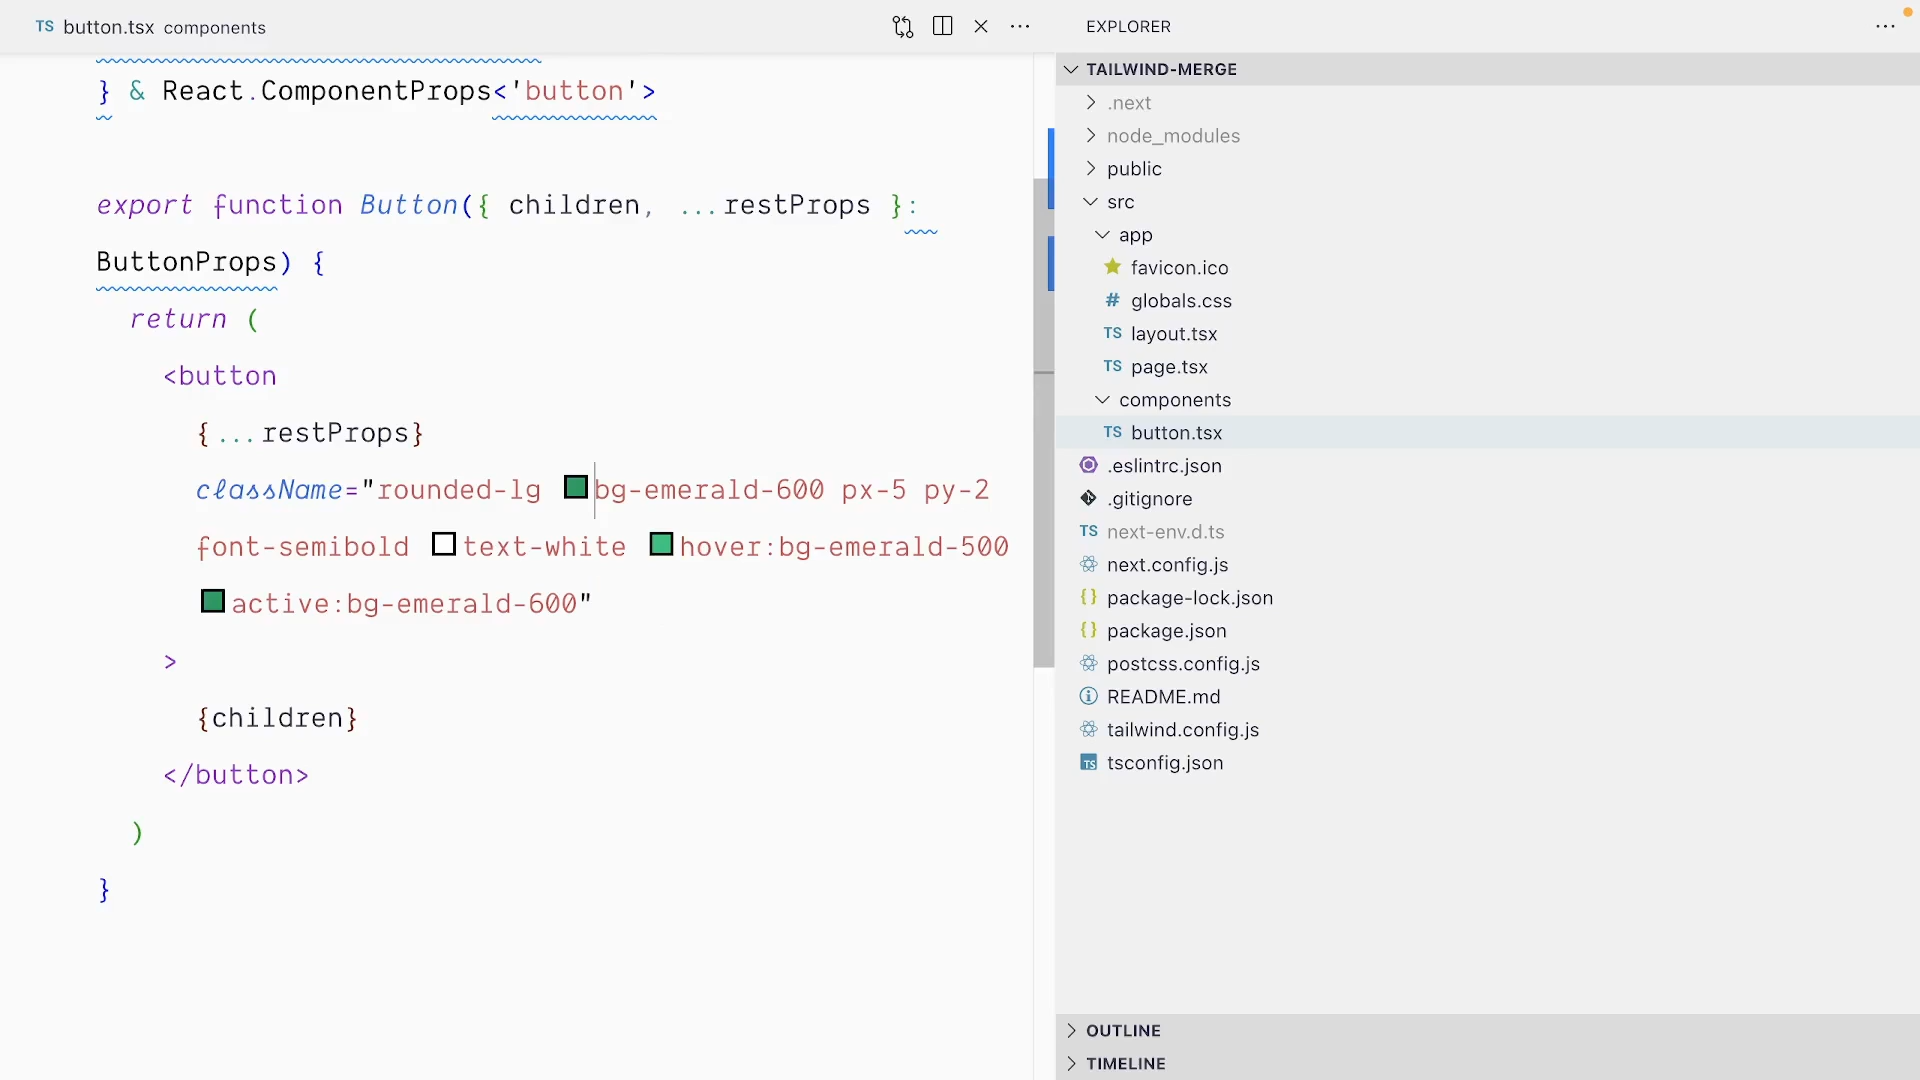 TS button.tsx components
} & React.ComponentProps<'button'>
export function Button({ children, ...restProps }:
ButtonProps) {
return (
<button
{...restProps}
className="rounded-lg bg-emerald-600 px-5 py-2
font-semibold text-white hover:bg-emerald-500
active:bg-emerald-600"
>
{children}
</button>
)
}
EXPLORER
TAILWIND-MERGE
.next
node_modules
public
src
app
favicon.ico
# globals.css
TS layout.tsx
TS page.tsx
components
TS button.tsx
.eslintrc.json
.gitignore
TS next-env.d.ts
next.config.js
{} package-lock.json
{} package.json
postcss.config.js
README.md
tailwind.config.js
TS tsconfig.json
OUTLINE
TIMELINE